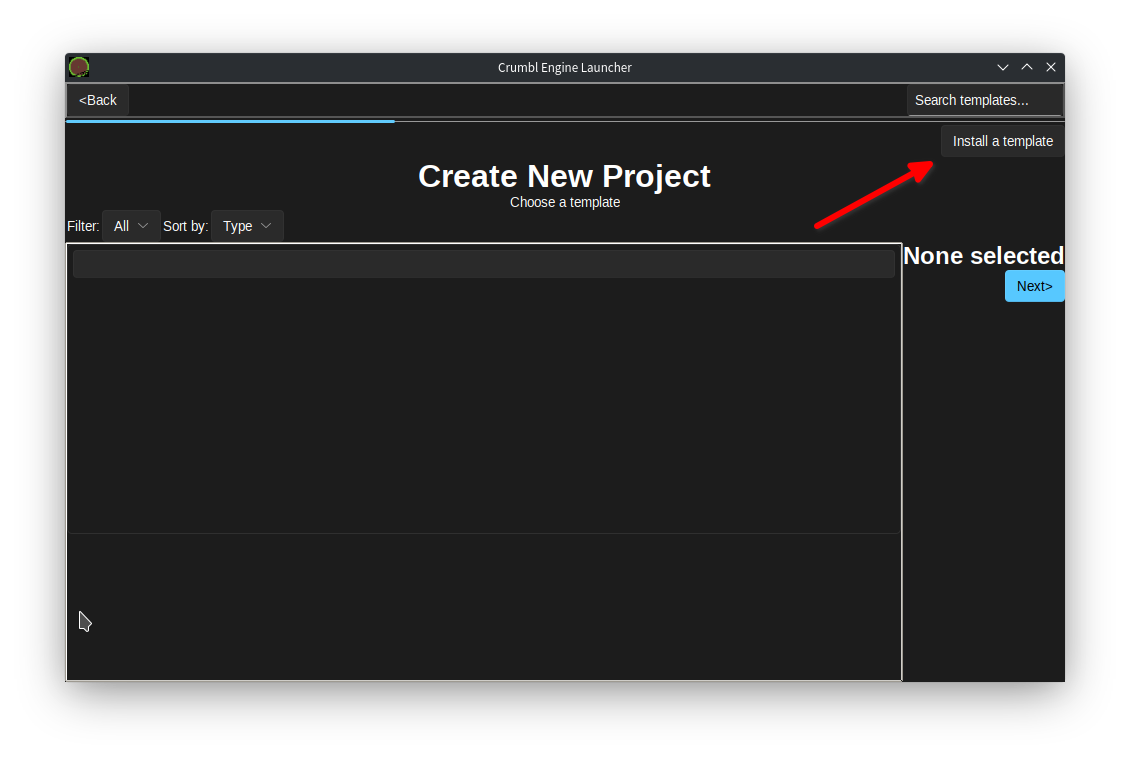 Crumbl Engine Launcher
<Back
Search templates...
Install a template
Create New Project
Choose a template
Filter: All Sort by: Type
None selected
Next>